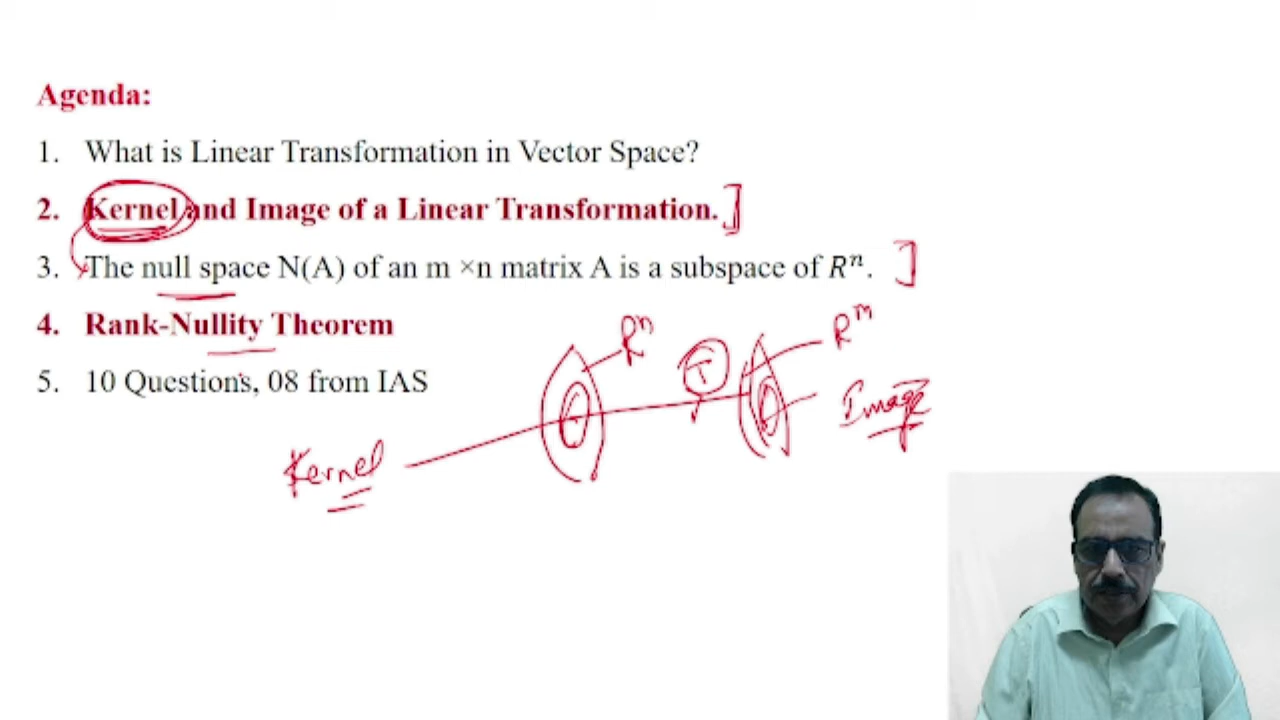 Agenda:
1. What is Linear Transformation in Vector Space?
2. Kernel and Image of a Linear Transformation.
3. The null space N(A) of an m ×n matrix A is a subspace of Rⁿ.
4. Rank-Nullity Theorem
5. 10 Questions, 08 from IAS
Rⁿ
Rᵐ
T
Image
Kernel